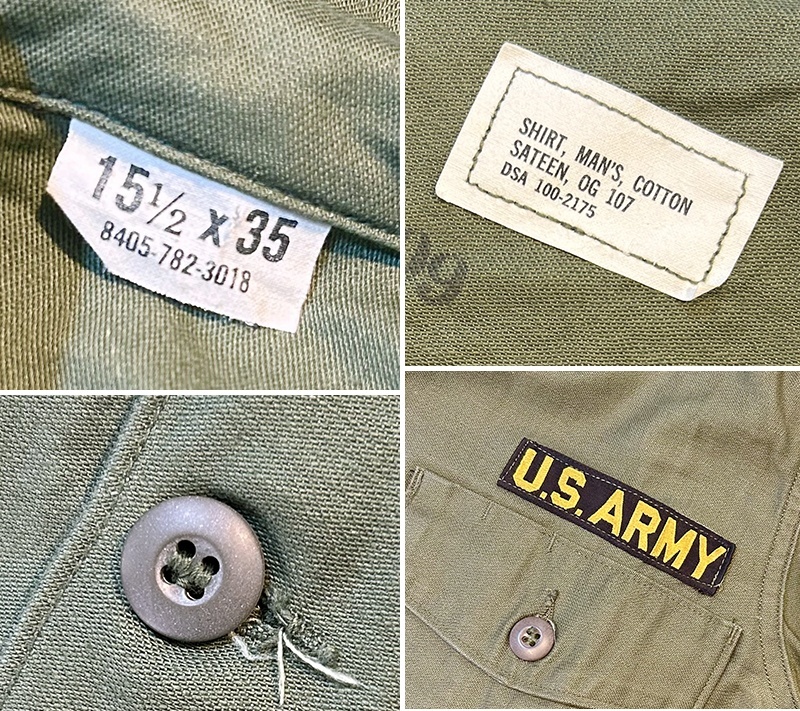 15½ X 35
8405-782-3018
SHIRT, MAN'S, COTTON
SATEEN, OG 107
DSA 100-2175
U.S. ARMY